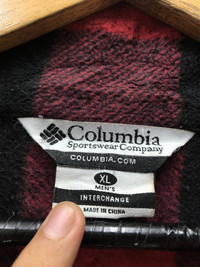 Columbia
Sportswear Company
COLUMBIA.COM
XL
MEN'S
INTERCHANGE
MADE IN CHINA